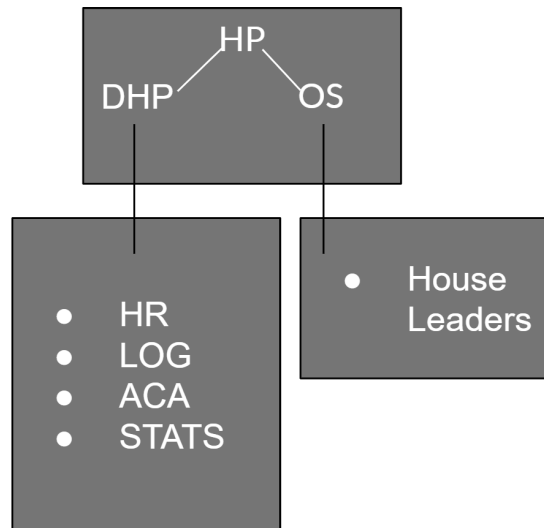 HP
DHP
OS
HR
LOG
ACA
STATS
House
Leaders